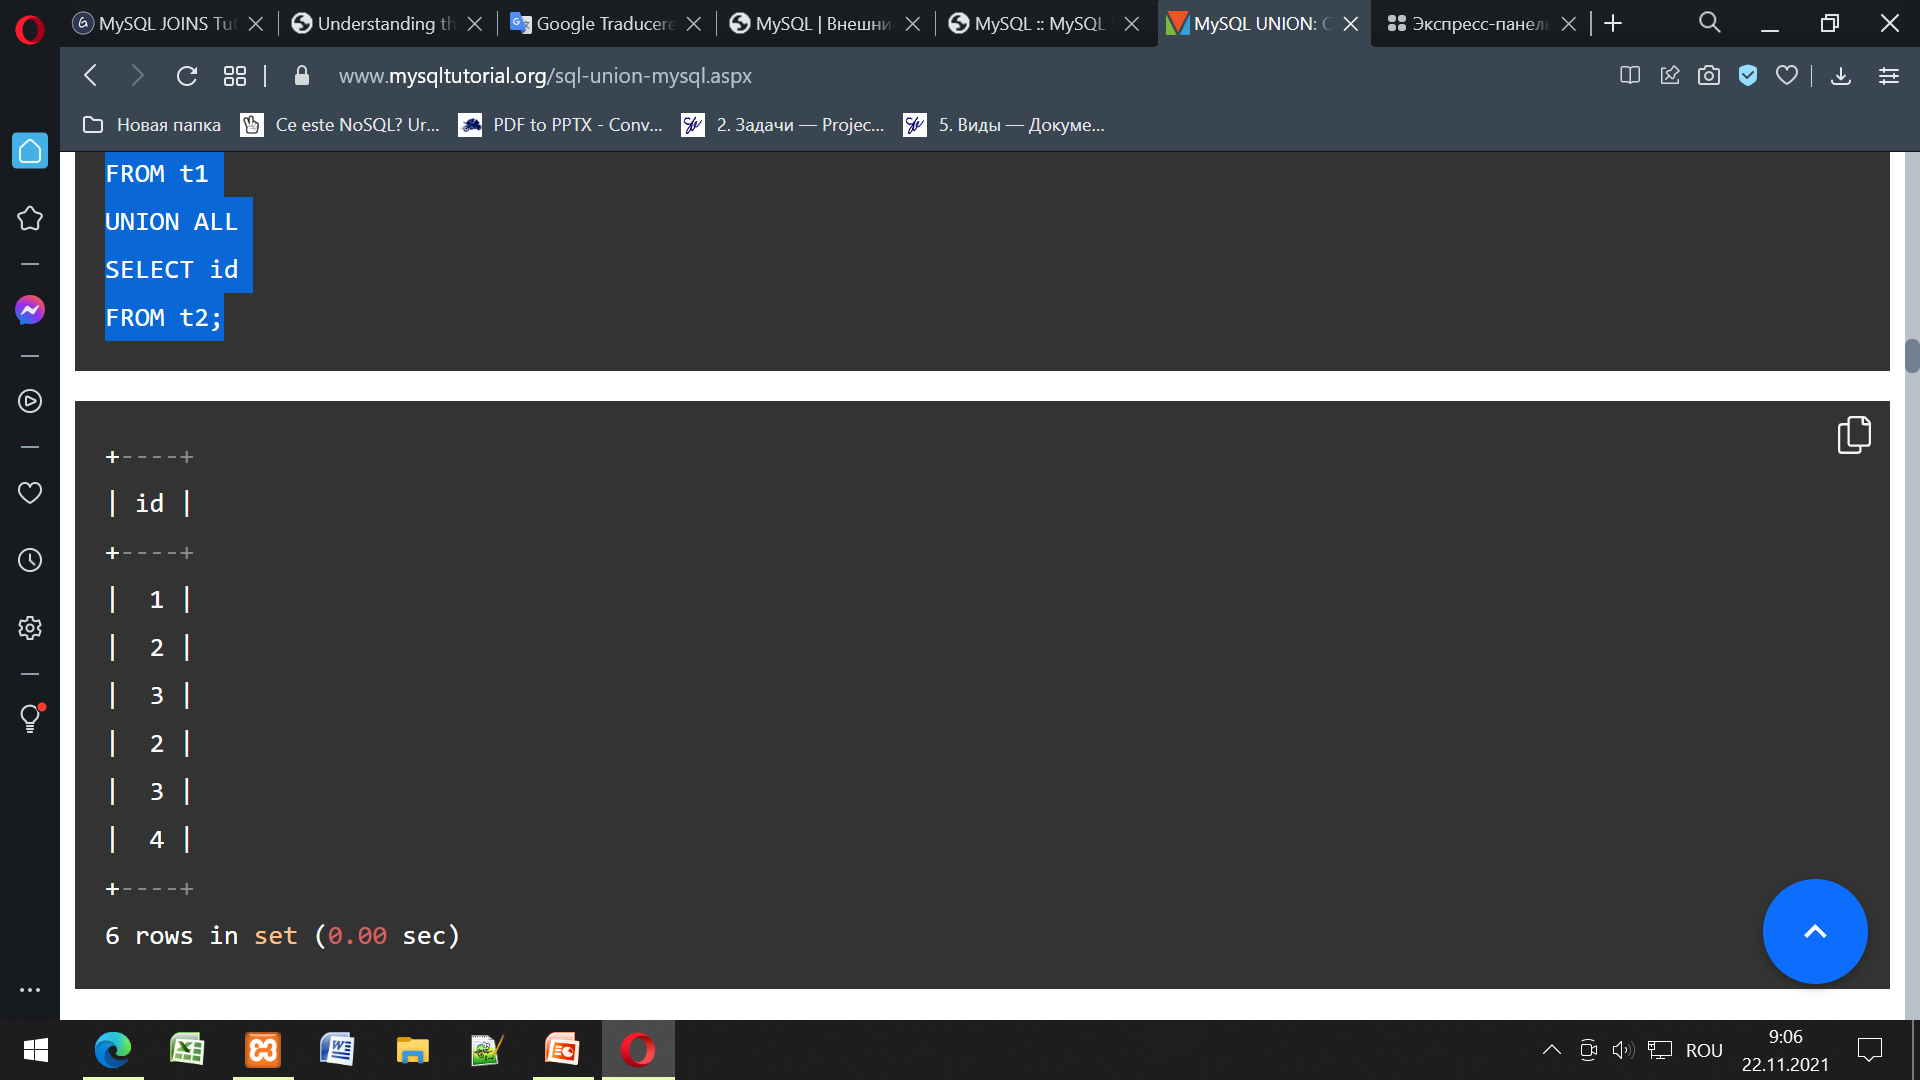 MySQL JOINS Tut
Understanding th
Google Traducere
MySQL | Внешни
MySQL :: MySQL
MySQL UNION: C
Экспресс-панель
www.mysqltutorial.org/sql-union-mysql.aspx
Новая папка
Ce este NoSQL? Ur...
PDF to PPTX - Conv...
2. Задачи — Projec...
5. Виды — Докуме...
FROM t1
UNION ALL
SELECT id
FROM t2;
+----+
| id |
+----+
| 1 |
| 2 |
| 3 |
| 2 |
| 3 |
| 4 |
+----+
6 rows in set (0.00 sec)
ROU
9:06
22.11.2021